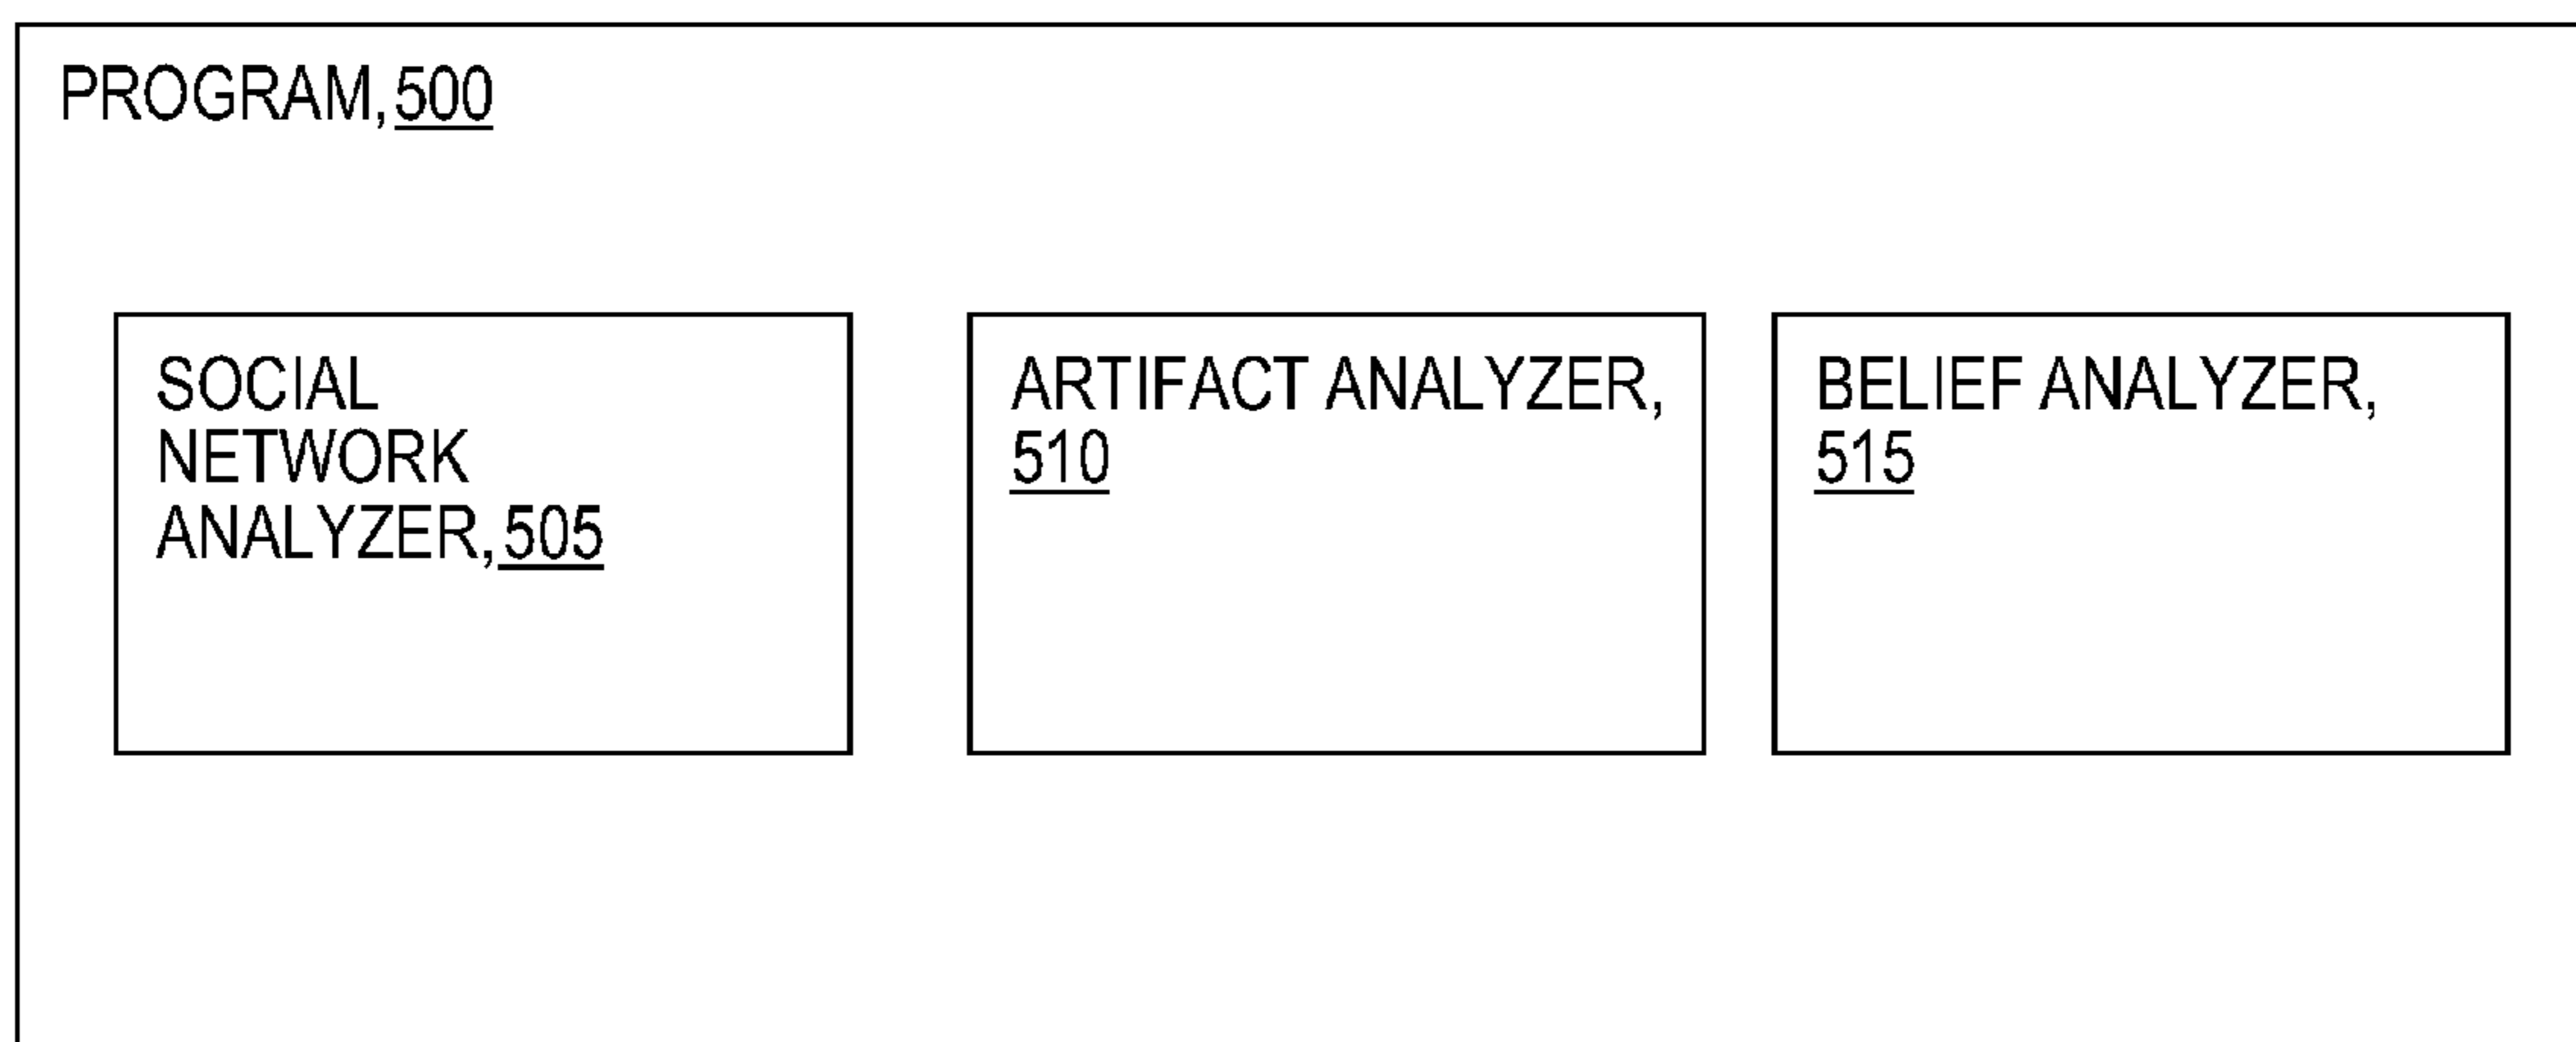 PROGRAM, 500
SOCIAL
NETWORK
ANALYZER, 505
ARTIFACT ANALYZER,
510
BELIEF ANALYZER,
515